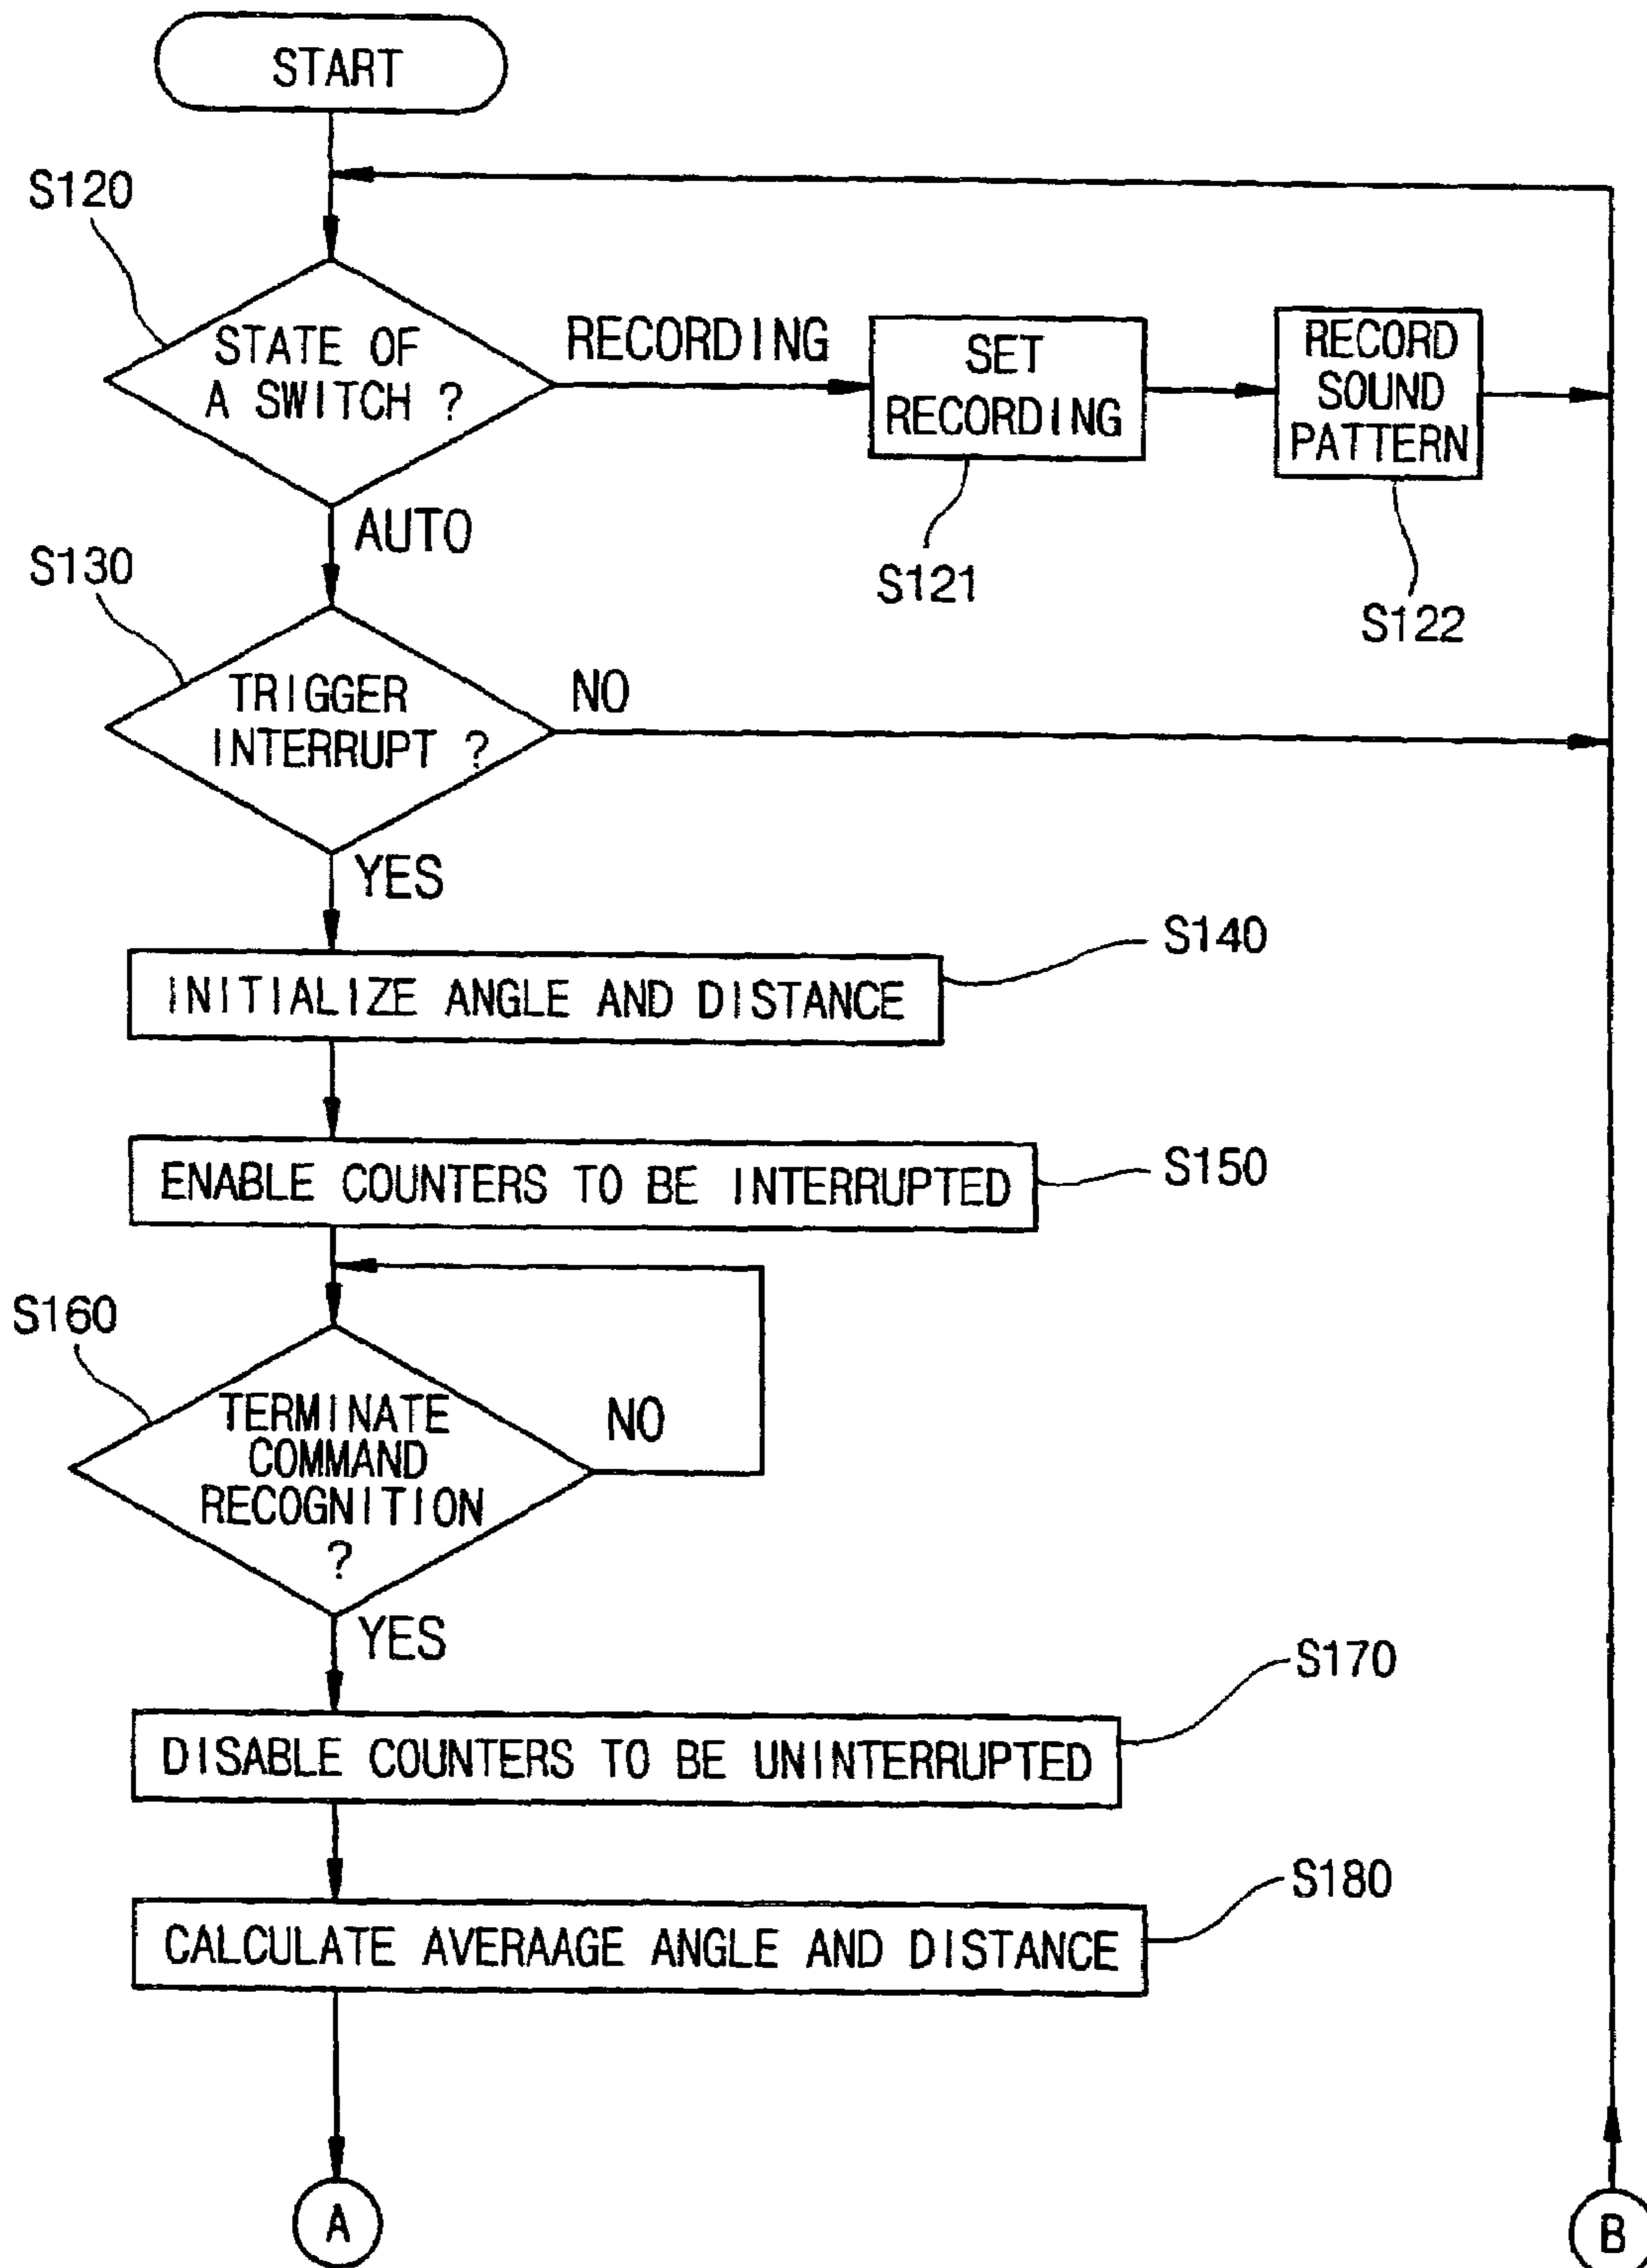 START
S120
STATE OF
A SWITCH ?
RECORDING
SET
RECORDING
S121
RECORD
SOUND
PATTERN
S122
AUTO
S130
TRIGGER
INTERRUPT ?
NO
YES
S140
INITIALIZE ANGLE AND DISTANCE
S150
ENABLE COUNTERS TO BE INTERRUPTED
S160
TERMINATE
COMMAND
RECOGNITION
?
NO
YES
S170
DISABLE COUNTERS TO BE UNINTERRUPTED
S180
CALCULATE AVERAAGE ANGLE AND DISTANCE
A
B